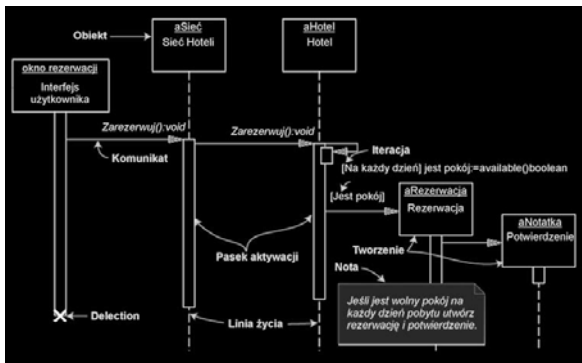 Obiekt
aSieć
Sieć Hoteli
aHotel
Hotel
okno rezerwacji
Interfejs
użytkownika
Zarezerwuj():void
Zarezerwuj():void
Komunikat
Iteracja
[Na każdy dzień] jest pokój:=available()boolean
[Jest pokój]
aRezerwacja
Rezerwacja
aNotatka
Potwierdzenie
Pasek aktywacji
Tworzenie
Nota
Jeśli jest wolny pokój na
każdy dzień pobytu utwórz
rezerwację i potwierdzenie.
Delection
Linia życia